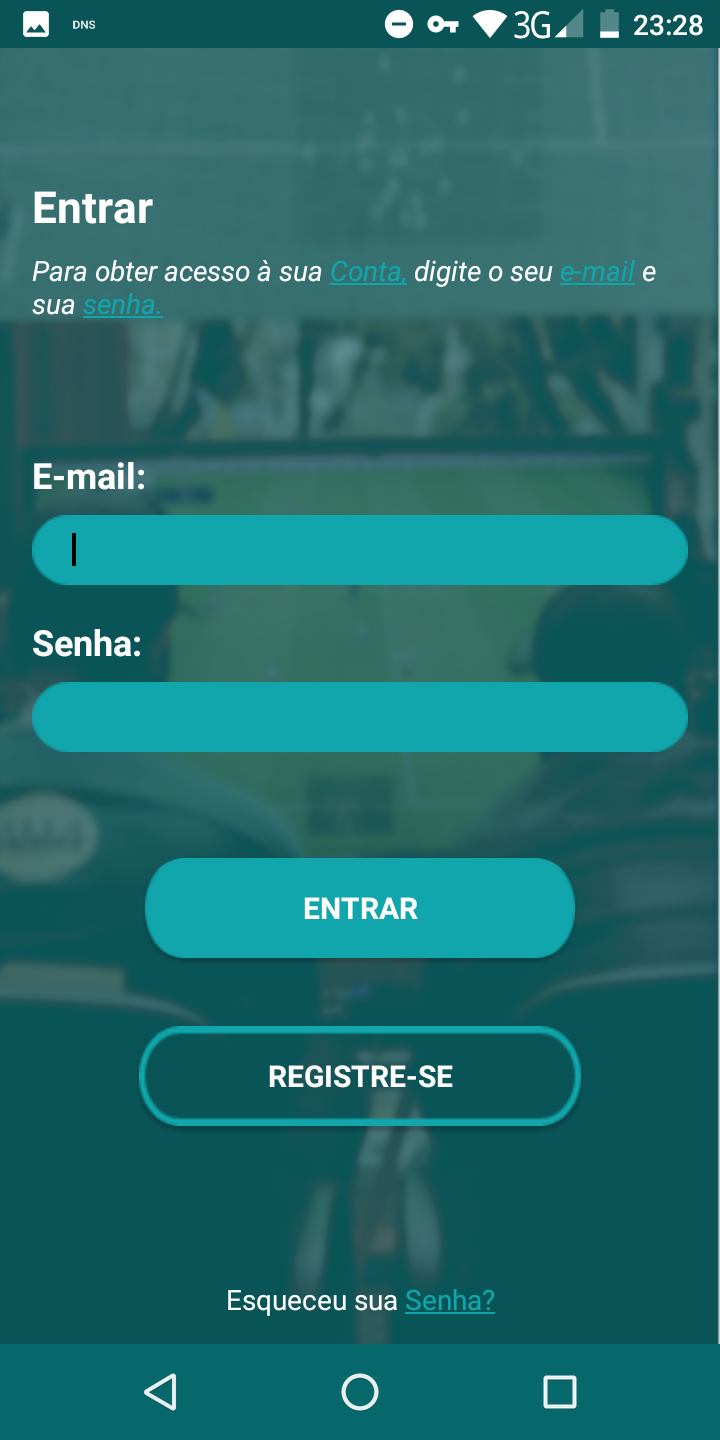 DNS 3G 23:28
Entrar
Para obter acesso à sua Conta, digite o seu e-mail e
sua senha.
E-mail:
Senha:
ENTRAR
REGISTRE-SE
Esqueceu sua Senha?